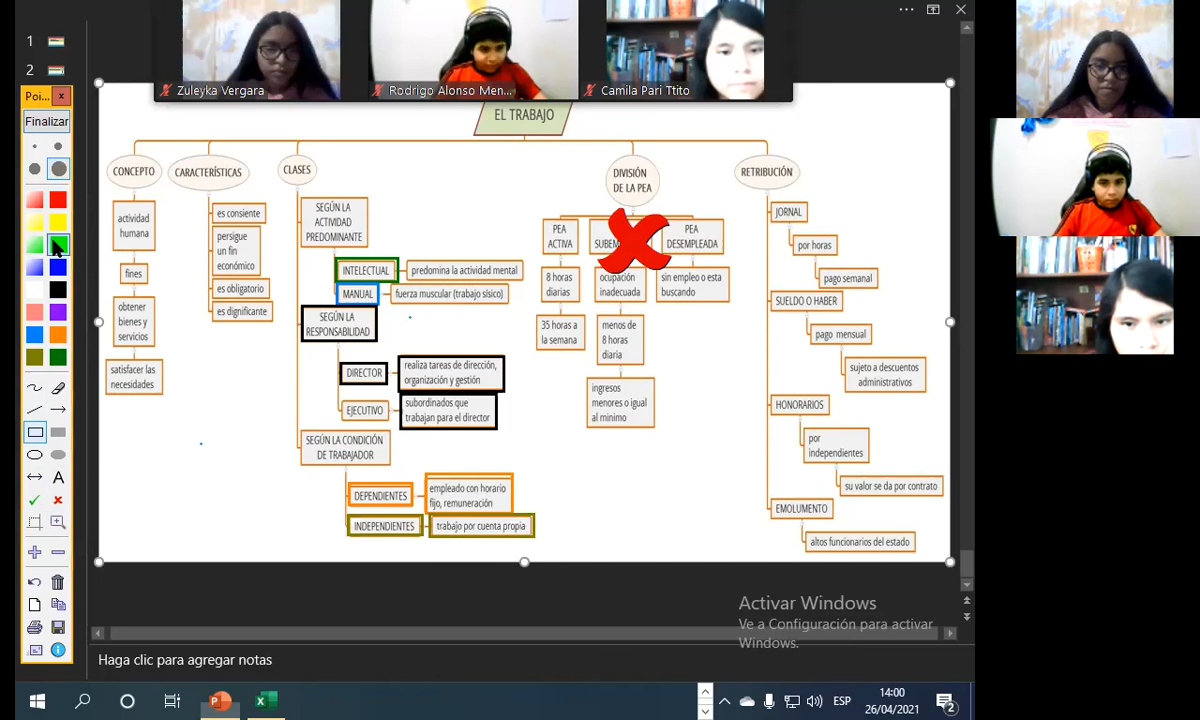 1
2
Poi...
Finalizar
Zuleyka Vergara
Rodrigo Alonso Men...
Camila Pari Ttito
EL TRABAJO
CONCEPTO
actividad
humana
fines
obtener
bienes y
servicios
satisfacer las
necesidades
CARACTERÍSTICAS
es consiente
persigue
un fin
económico
es obligatorio
es dignificante
CLASES
SEGÚN LA
ACTIVIDAD
PREDOMINANTE
INTELECTUAL
predomina la actividad mental
MANUAL
fuerza muscular (trabajo sísico)
SEGÚN LA
RESPONSABILIDAD
DIRECTOR
realiza tareas de dirección,
organización y gestión
EJECUTIVO
subordinados que
trabajan para el director
SEGÚN LA CONDICIÓN
DE TRABAJADOR
DEPENDIENTES
empleado con horario
fijo, remuneración
INDEPENDIENTES
trabajo por cuenta propia
DIVISIÓN
DE LA PEA
PEA
ACTIVA
8 horas
diarias
35 horas a
la semana
ocupación
inadecuada
menos de
8 horas
diaria
ingresos
menores o igual
al minimo
PEA
DESEMPLEADA
sin empleo o esta
buscando
RETRIBUCIÓN
JORNAL
por horas
pago semanal
SUELDO O HABER
pago mensual
sujeto a descuentos
administrativos
HONORARIOS
por
independientes
su valor se da por contrato
EMOLUMENTO
altos funcionarios del estado
A
Activar Windows
Ve a Configuración para activar
Windows.
Haga clic para agregar notas
ESP
14:00
26/04/2021
2